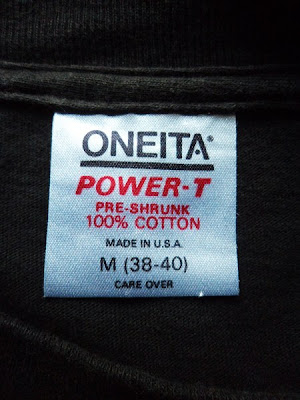 ONEITA®
POWER-T
PRE-SHRUNK
100% COTTON
MADE IN U.S.A.
M (38-40)
CARE OVER